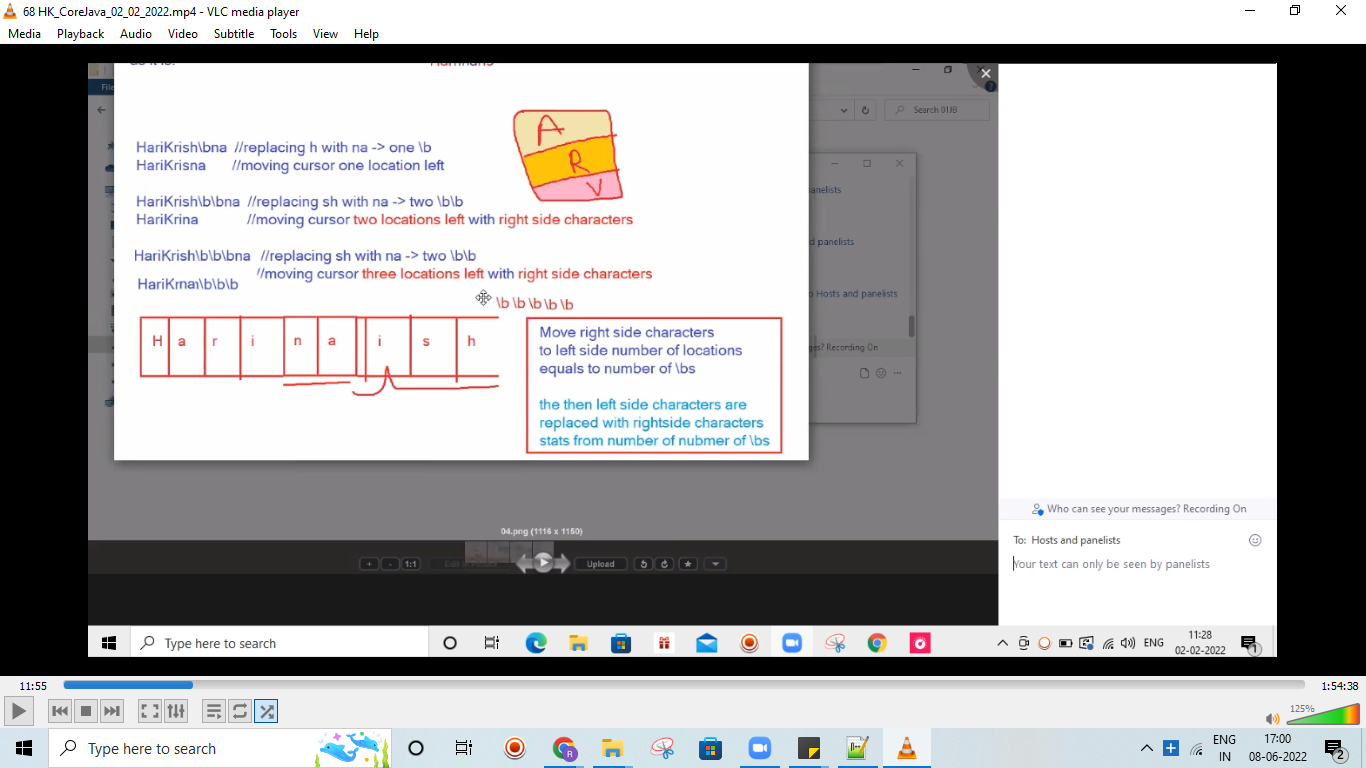 68 HK_CoreJava_02_02_2022.mp4 - VLC media player
Media Playback Audio Video Subtitle Tools View Help
File
Search 01JB
HariKrish\bna //replacing h with na -> one \b
HariKrisna //moving cursor one location left
A
R
V
HariKrish\b\bna //replacing sh with na -> two \b\b
HariKrina //moving cursor two locations left with right side characters
HariKrish\b\b\bna //replacing sh with na -> two \b\b
//moving cursor three locations left with right side characters
HariKrna\b\b\b
\b \b \b \b \b
H a r i n a i s h
Move right side characters
to left side number of locations
equals to number of \bs
the then left side characters are
replaced with rightside characters
stats from number of nubmer of \bs
anelists
d panelists
o Hosts and panelists
ges? Recording On
04.png (1116 x 1150)
+ - 1:1 Upload
Who can see your messages? Recording On
To: Hosts and panelists
Your text can only be seen by panelists
Type here to search
ENG
11:28
02-02-2022
1
11:55
1:54:38
125%
Type here to search
ENG
IN
17:00
08-06-2022
2